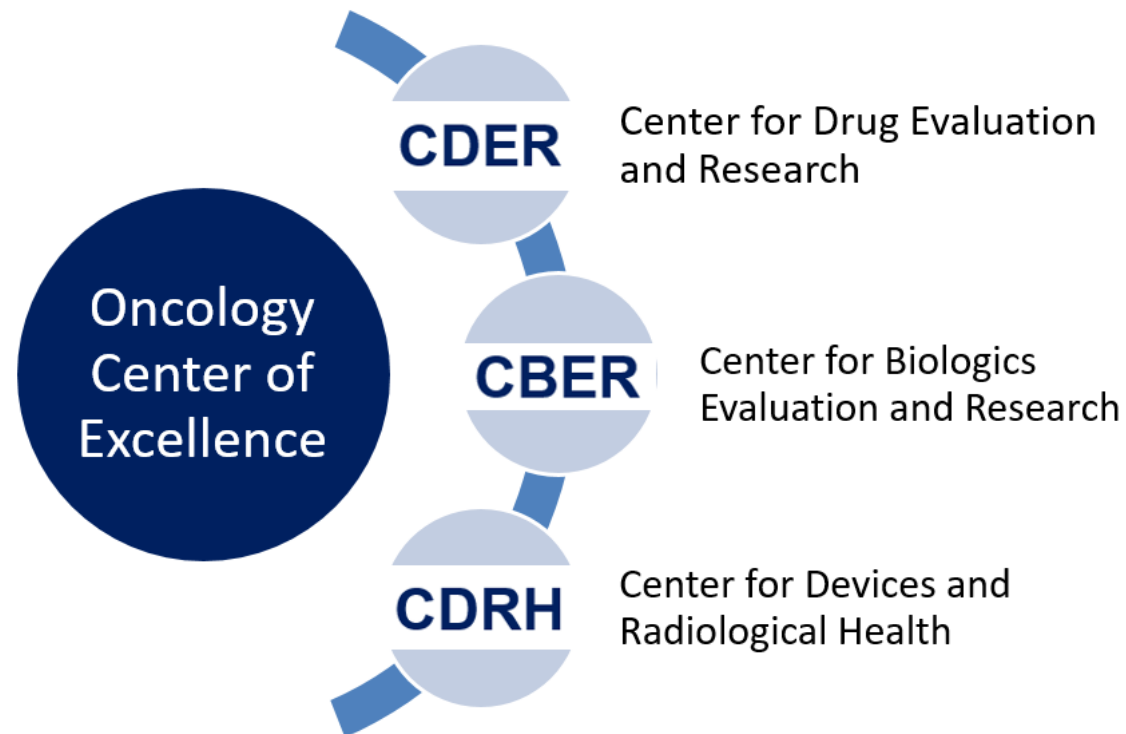 Oncology
Center of
Excellence
CDER
Center for Drug Evaluation
and Research
CBER
Center for Biologics
Evaluation and Research
CDRH
Center for Devices and
Radiological Health